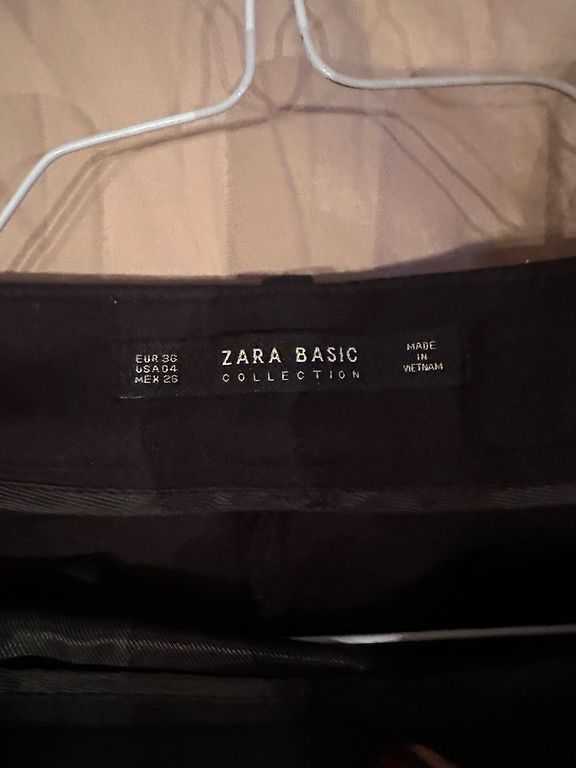 EUR 36
USA 04
MEX 26
ZARA BASIC
COLLECTION
MADE
IN
VIETNAM